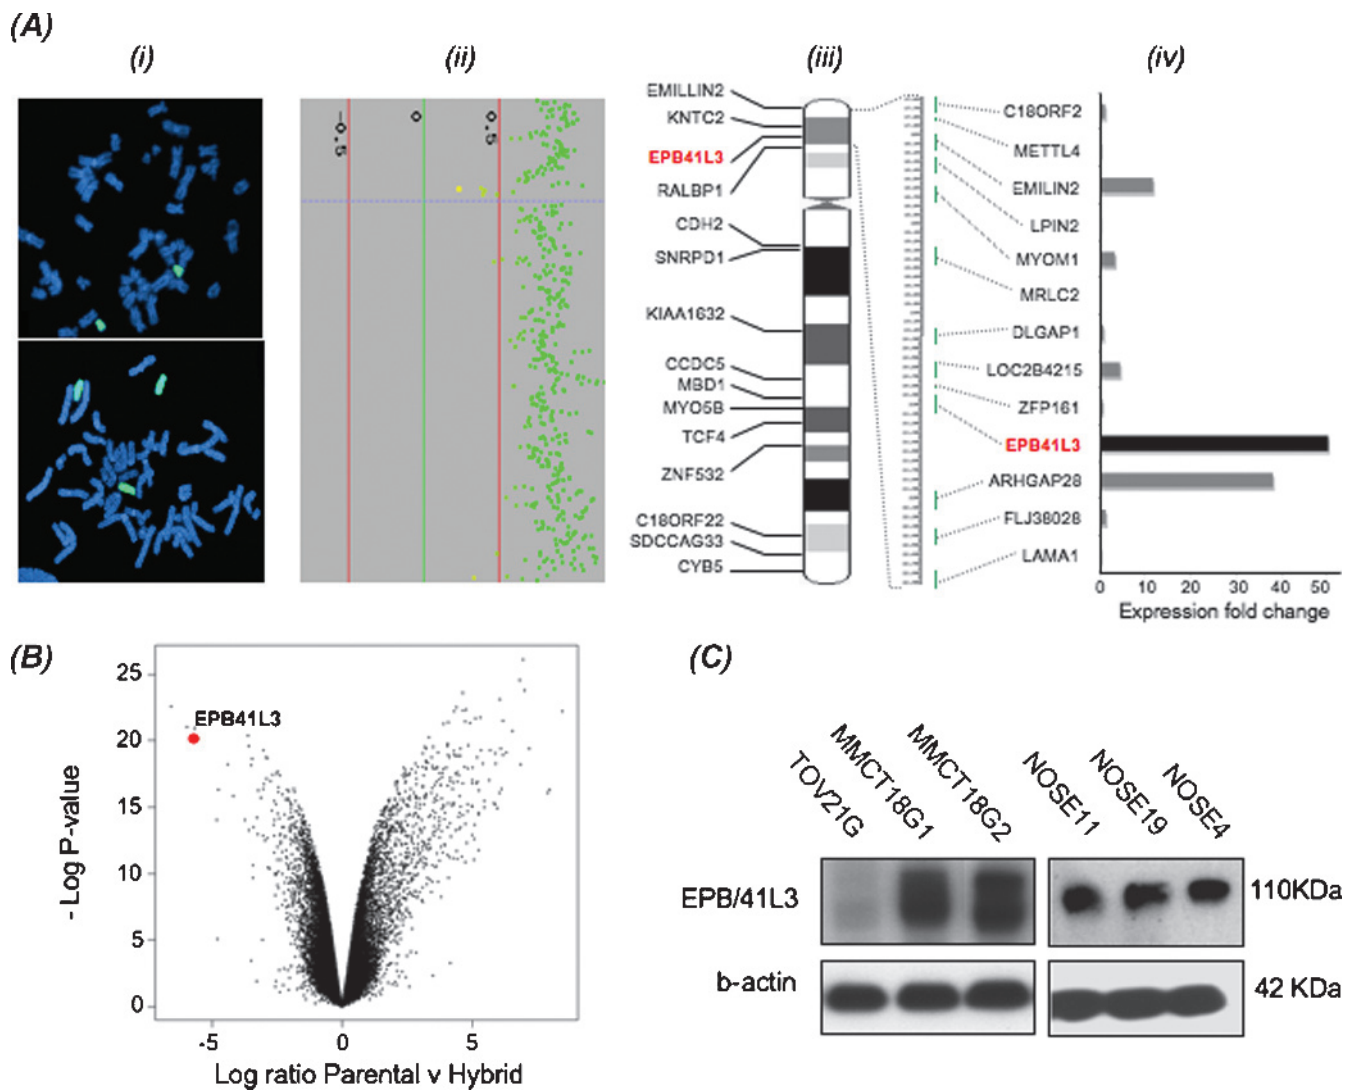 (A)
(i)
(ii)
(iii)
(iv)
-0.5
0
0.5
EMILLIN2
KNTC2
EPB41L3
RALBP1
CDH2
SNRPD1
KIAA1632
CCDC5
MBD1
MYO5B
TCF4
ZNF532
C18ORF22
SDCCAG33
CYB5
C18ORF2
METTL4
EMILIN2
LPIN2
MYOM1
MRLC2
DLGAP1
LOC2B4215
ZFP161
EPB41L3
ARHGAP28
FLJ38028
LAMA1
0 10 20 30 40 50
Expression fold change
(B)
- Log P-value
25
20
15
10
5
0
EPB41L3
-5 0 5
Log ratio Parental v Hybrid
(C)
TOV21G
MMCT18G1
MMCT18G2
NOSE11
NOSE19
NOSE4
EPB/41L3
110KDa
b-actin
42 KDa